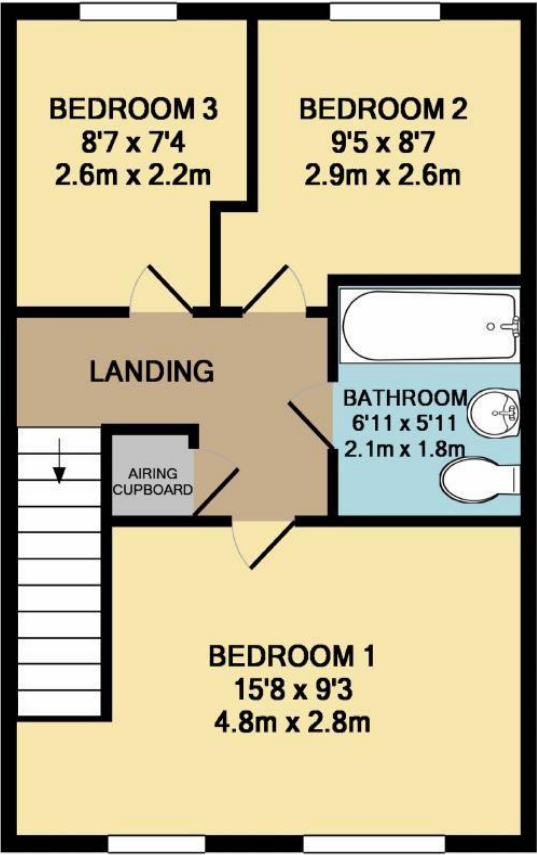 BEDROOM 3
8'7 x 7'4
2.6m x 2.2m
BEDROOM 2
9'5 x 8'7
2.9m x 2.6m
LANDING
BATHROOM
6'11 x 5'11
2.1m x 1.8m
AIRING
CUPBOARD
BEDROOM 1
15'8 x 9'3
4.8m x 2.8m